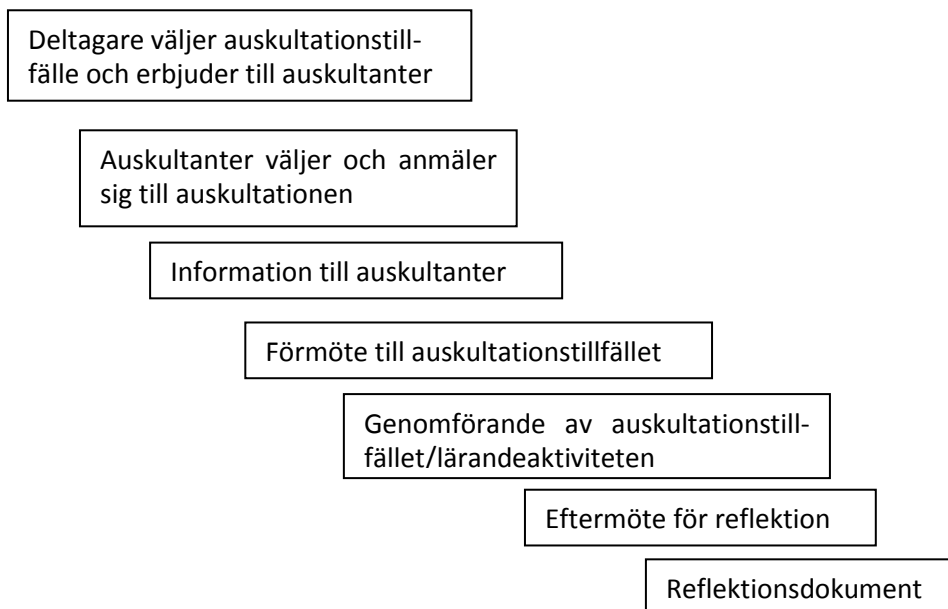 Deltagare väljer auskultationstill-
fälle och erbjuder till auskultanter
Auskultanter väljer och anmäler
sig till auskultationen
Information till auskultanter
Förmöte till auskultationstillfället
Genomförande av auskultationstill-
fället/lärandeaktiviteten
Eftermöte för reflektion
Reflektionsdokument